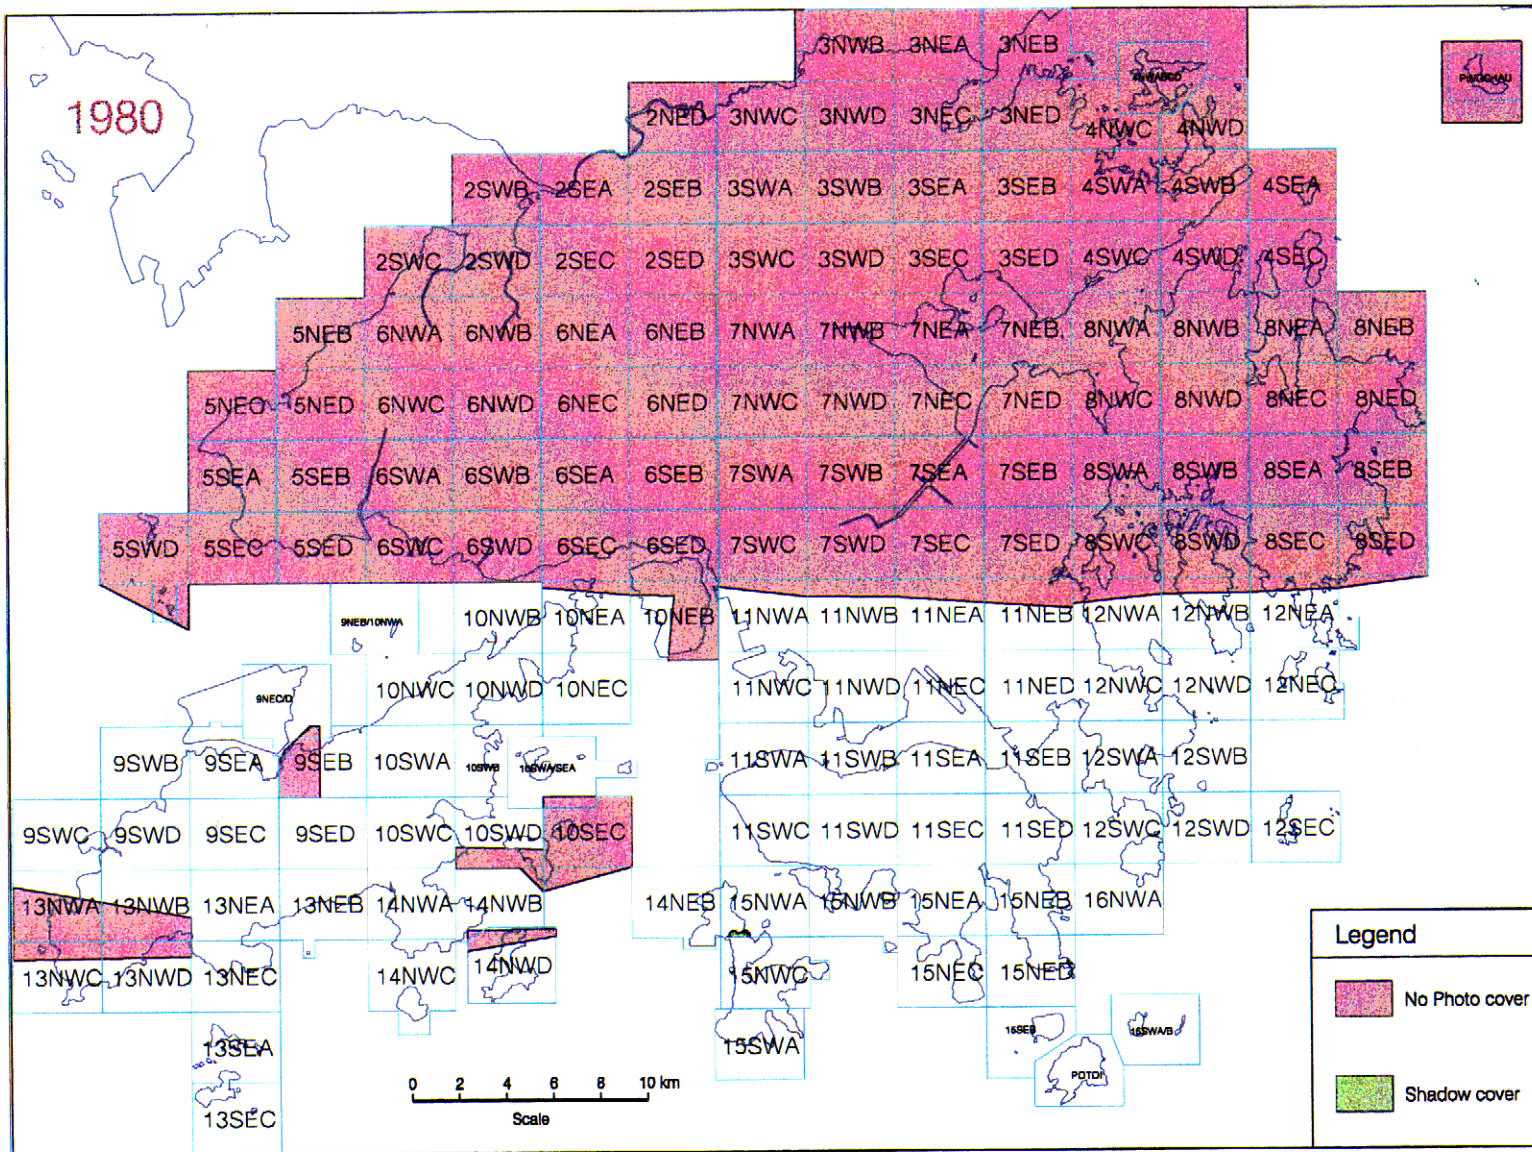 1980
3NWB 3NEA 3NEB
PINGCHAU
2NED 3NWC 3NWD 3NEC 3NED 4NWC 4NWD
2SWB 2SEA 2SEB 3SWA 3SWB 3SEA 3SEB 4SWA 4SWB 4SEA
2SWC 2SWD 2SEC 2SED 3SWC 3SWD 3SEC 3SED 4SWC 4SWD 4SEC
5NEB 6NWA 6NWB 6NEA 6NEB 7NWA 7NWB 7NEA 7NEB 8NWA 8NWB 8NEA 8NEB
5NEC 5NED 6NWC 6NWD 6NEC 6NED 7NWC 7NWD 7NEC 7NED 8NWC 8NWD 8NEC 8NED
5SEA 5SEB 6SWA 6SWB 6SEA 6SEB 7SWA 7SWB 7SEA 7SEB 8SWA 8SWB 8SEA 8SEB
5SWD 5SEC 5SED 6SWC 6SWD 6SEC 6SED 7SWC 7SWD 7SEC 7SED 8SWC 8SWD 8SEC 8SED
9NEB/10NWA 10NWB 10NEA 10NEB 11NWA 11NWB 11NEA 11NEB 12NWA 12NWB 12NEA
9NEC/D 10NWC 10NWD 10NEC 11NWC 11NWD 11NEC 11NED 12NWC 12NWD 12NEC
9SWB 9SEA 9SEB 10SWA 10SWB 10SWA/SEA 11SWA 11SWB 11SEA 11SEB 12SWA 12SWB
9SWC 9SWD 9SEC 9SED 10SWC 10SWD 10SEC 11SWC 11SWD 11SEC 11SED 12SWC 12SWD 12SEC
13NWA 13NWB 13NEA 13NEB 14NWA 14NWB 14NEB 15NWA 15NWB 15NEA 15NEB 16NWA
13NWC 13NWD 13NEC 14NWC 14NWD 15NWC 15NEC 15NED
13SEA 15SWA 15SEB 16SWA/B
POTOI
13SEC
0 2 4 6 8 10 km
Scale
Legend
No Photo cover
Shadow cover